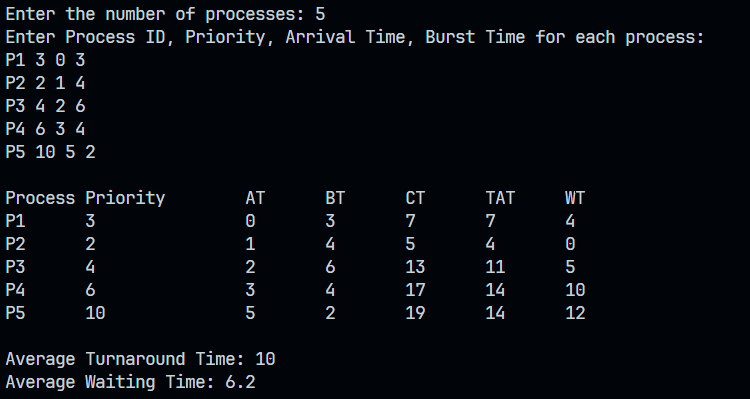 Enter the number of processes: 5
Enter Process ID, Priority, Arrival Time, Burst Time for each process:
P1 3 0 3
P2 2 1 4
P3 4 2 6
P4 6 3 4
P5 10 5 2
Process Priority AT BT CT TAT WT
P1 3 0 3 7 7 4
P2 2 1 4 5 4 0
P3 4 2 6 13 11 5
P4 6 3 4 17 14 10
P5 10 5 2 19 14 12
Average Turnaround Time: 10
Average Waiting Time: 6.2